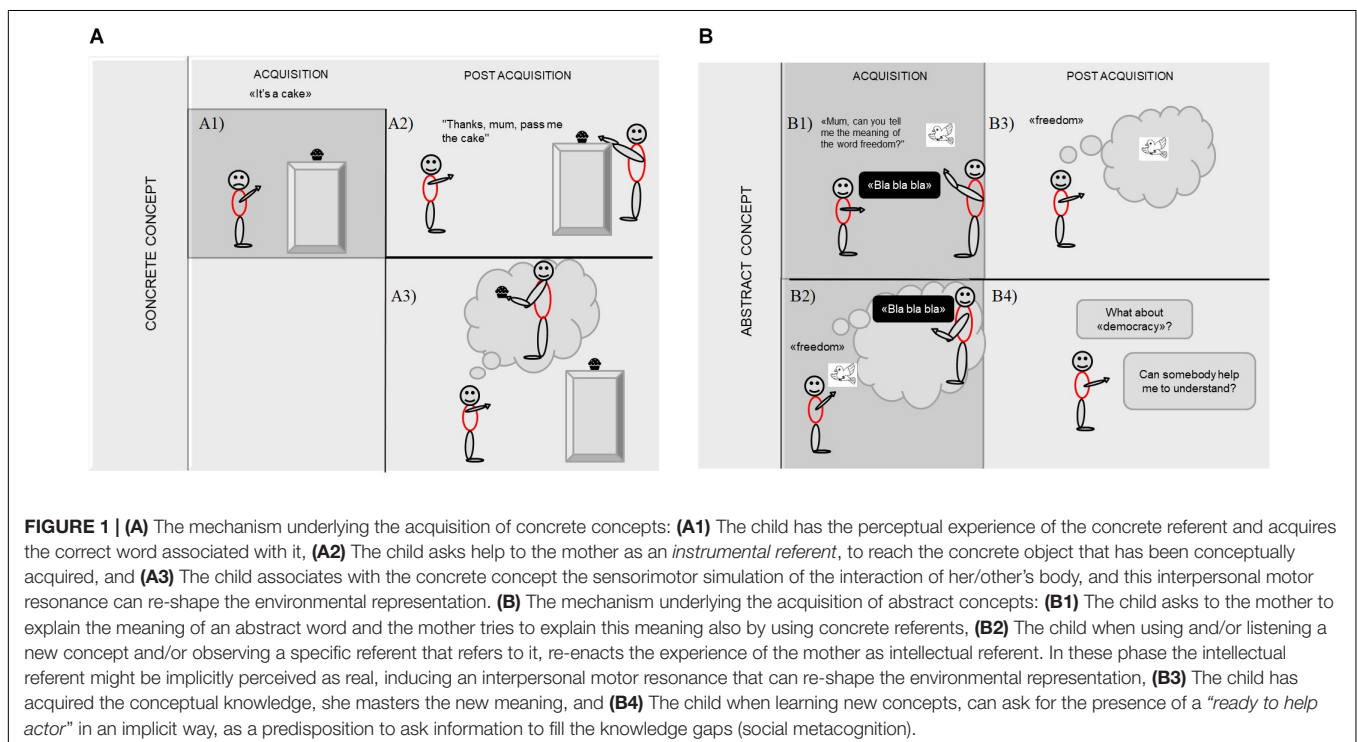 A
ACQUISITION
«It's a cake»
POST ACQUISITION
CONCRETE CONCEPT
A1)
A2)
"Thanks, mum, pass me
the cake"
A3)
B
ACQUISITION
POST ACQUISITION
ABSTRACT CONCEPT
B1)
«Mum, can you tell
me the meaning of
the word freedom?"
«Bla bla bla»
B3)
«freedom»
B2)
«Bla bla bla»
«freedom»
B4)
What about
«democracy»?
Can somebody help
me to understand?
FIGURE 1 | (A) The mechanism underlying the acquisition of concrete concepts: (A1) The child has the perceptual experience of the concrete referent and acquires
the correct word associated with it, (A2) The child asks help to the mother as an instrumental referent, to reach the concrete object that has been conceptually
acquired, and (A3) The child associates with the concrete concept the sensorimotor simulation of the interaction of her/other's body, and this interpersonal motor
resonance can re-shape the environmental representation. (B) The mechanism underlying the acquisition of abstract concepts: (B1) The child asks to the mother to
explain the meaning of an abstract word and the mother tries to explain this meaning also by using concrete referents, (B2) The child when using and/or listening a
new concept and/or observing a specific referent that refers to it, re-enacts the experience of the mother as intellectual referent. In these phase the intellectual
referent might be implicitly perceived as real, inducing an interpersonal motor resonance that can re-shape the environmental representation, (B3) The child has
acquired the conceptual knowledge, she masters the new meaning, and (B4) The child when learning new concepts, can ask for the presence of a "ready to help
actor" in an implicit way, as a predisposition to ask information to fill the knowledge gaps (social metacognition).